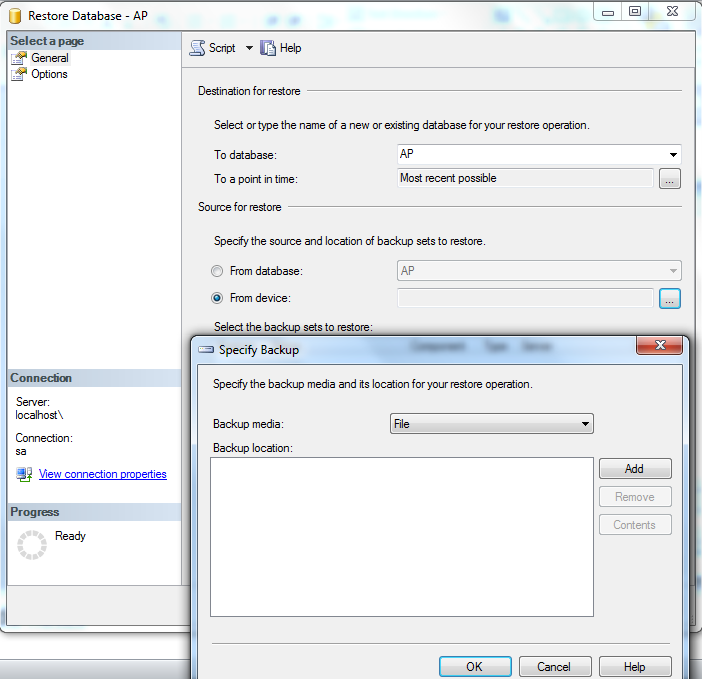 Restore Database - AP
Select a page
General
Options
Script
Help
Destination for restore
Select or type the name of a new or existing database for your restore operation.
To database:
AP
To a point in time:
Most recent possible
...
Source for restore
Specify the source and location of backup sets to restore.
From database:
AP
From device:
...
Select the backup sets to restore:
Connection
Server:
localhost\
Connection:
sa
View connection properties
Progress
Ready
Specify Backup
Component Type Server
Specify the backup media and its location for your restore operation.
Backup media:
File
Backup location:
Add
Remove
Contents
OK
Cancel
Help